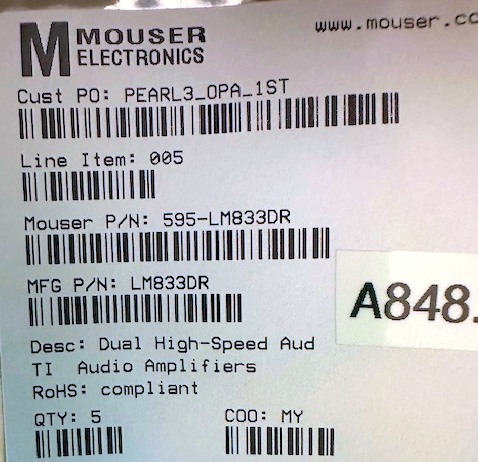 MOUSER
ELECTRONICS
www.mouser.co
Cust PO: PEARL3_OPA_1ST
Line Item: 005
Mouser P/N: 595-LM833DR
MFG P/N: LM833DR
A848.
Desc: Dual High-Speed Aud
TI Audio Amplifiers
RoHS: compliant
QTY: 5 COO: MY